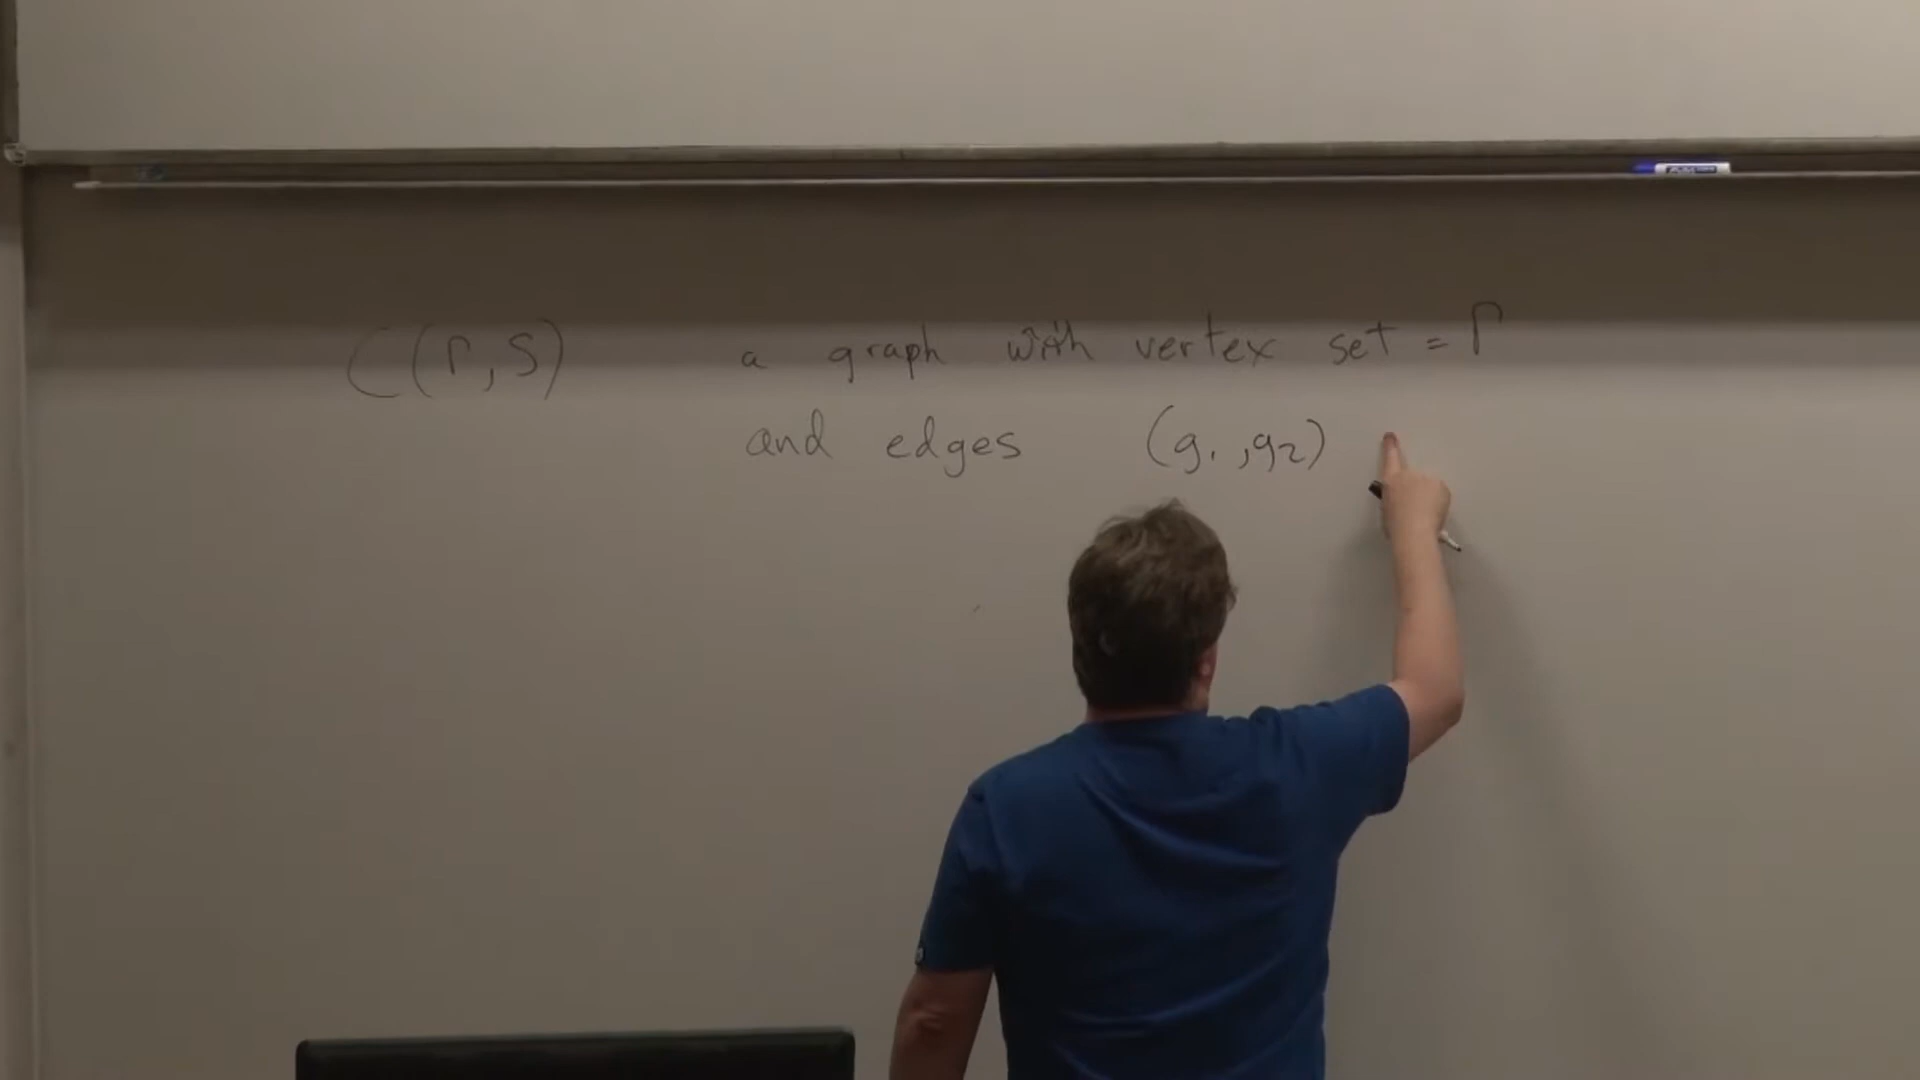 C(Γ,S) a graph with vertex set = Γ
and edges (g₁,g₂)